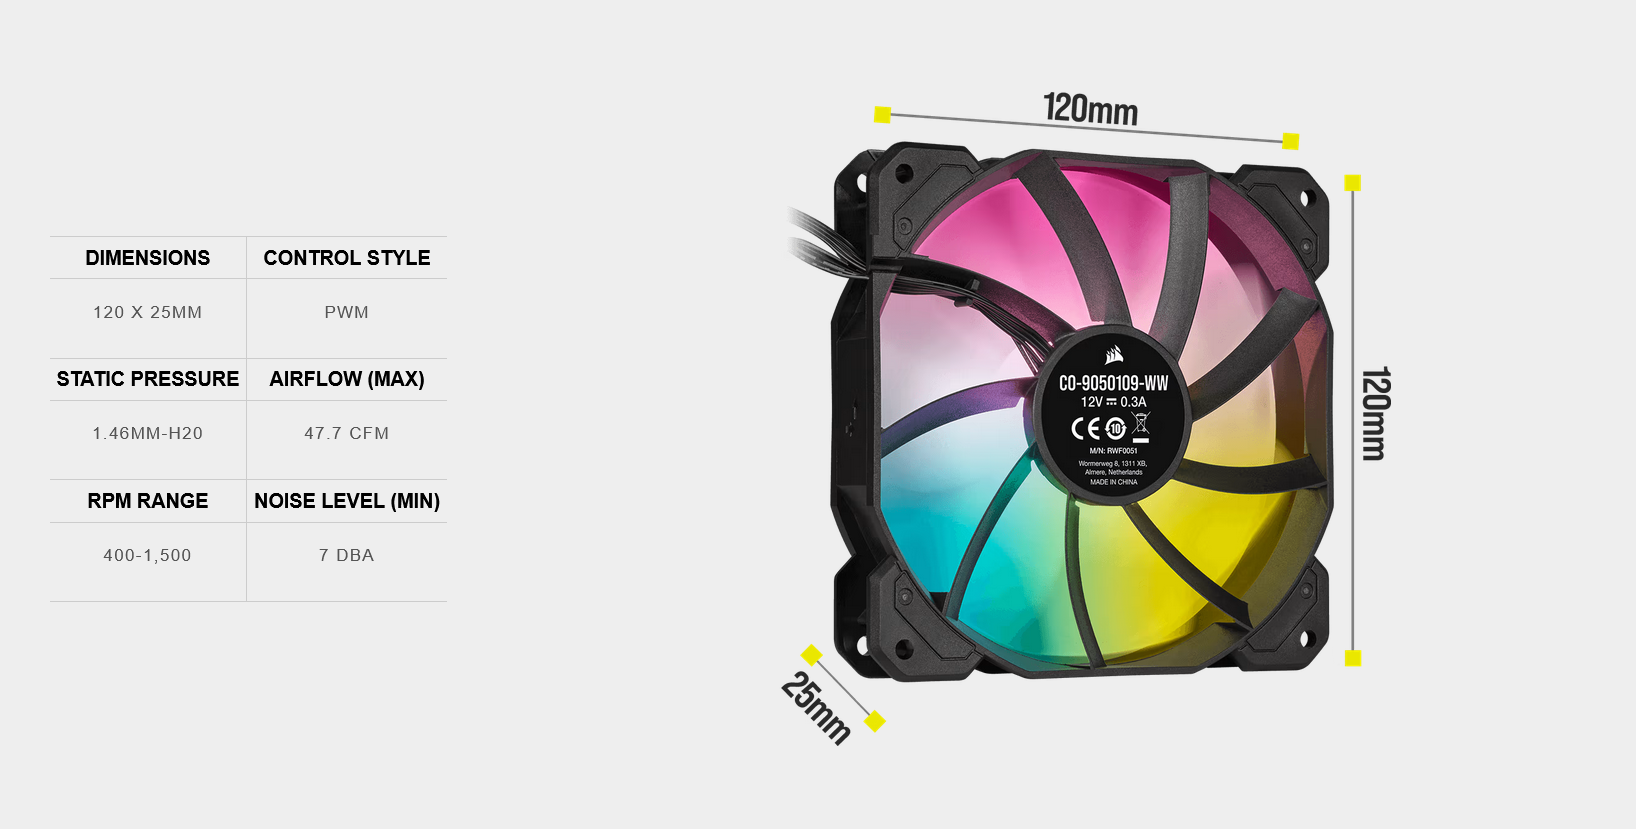 DIMENSIONS CONTROL STYLE
120 X 25MM PWM
STATIC PRESSURE AIRFLOW (MAX)
1.46MM-H20 47.7 CFM
RPM RANGE NOISE LEVEL (MIN)
400-1,500 7 DBA
120mm
120mm
25mm
CO-9050109-WW
12V ⎓ 0.3A
CE 10
M/N: RWF0051
Wormerweg 8, 1311 XB,
Almere, Netherlands
MADE IN CHINA